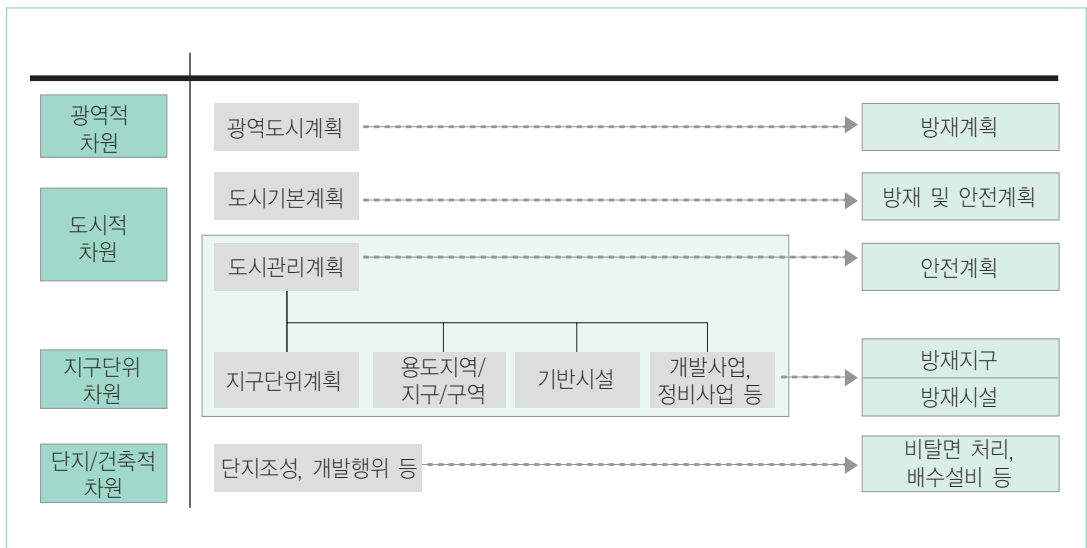 광역적
차원
광역도시계획
방재계획
도시적
차원
도시기본계획
방재 및 안전계획
도시관리계획
안전계획
지구단위
차원
지구단위계획
용도지역/
지구/구역
기반시설
개발사업,
정비사업 등
방재지구
방재시설
단지/건축적
차원
단지조성, 개발행위 등
비탈면 처리,
배수설비 등